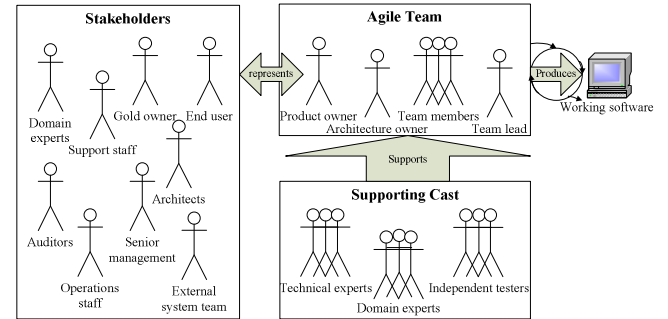 Stakeholders
Domain
experts
Support staff
Gold owner
End user
Architects
Auditors
Senior
management
Operations
staff
External
system team
represents
Agile Team
Product owner
Architecture owner
Team members
Team lead
Produces
Working software
Supports
Supporting Cast
Technical experts
Domain experts
Independent testers